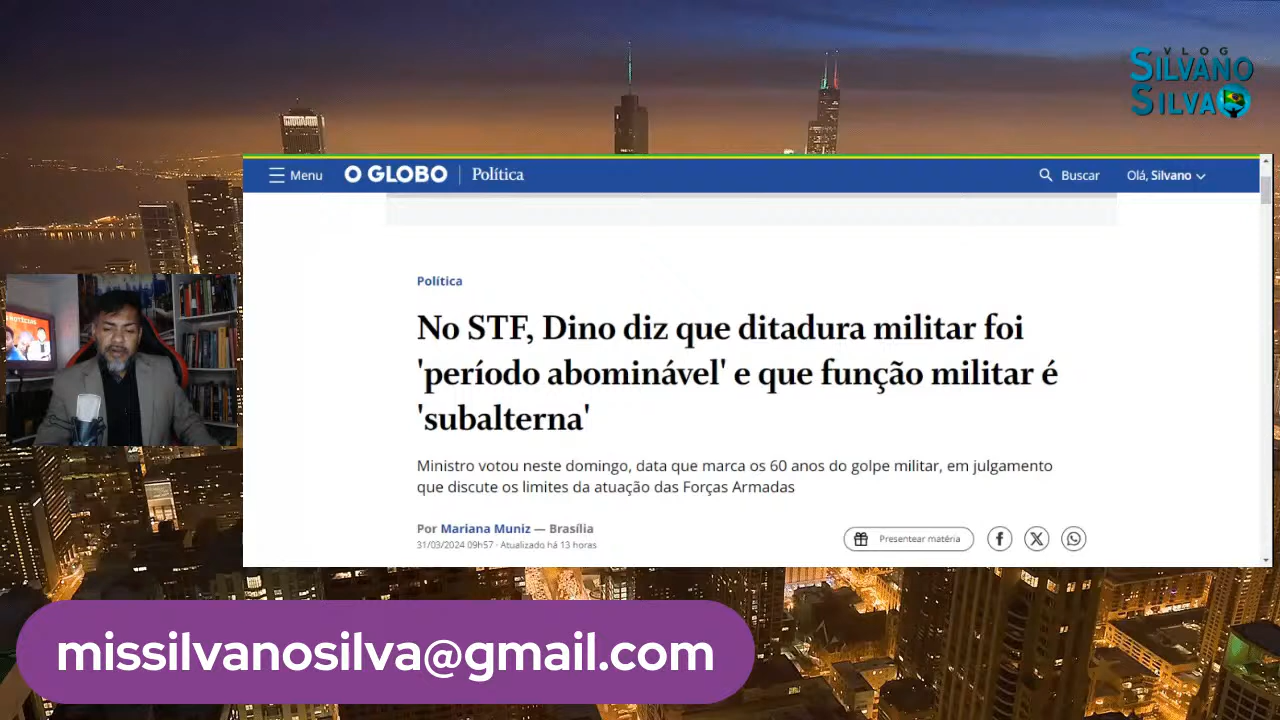 VLOG
SILVANO
SILVA
Menu
O GLOBO
Política
Buscar
Olá, Silvano
Política
No STF, Dino diz que ditadura militar foi
'período abominável' e que função militar é
'subalterna'
Ministro votou neste domingo, data que marca os 60 anos do golpe militar, em julgamento
que discute os limites da atuação das Forças Armadas
Por Mariana Muniz — Brasília
31/03/2024 09h57 · Atualizado há 13 horas
Presentear matéria
missilvanosilva@gmail.com